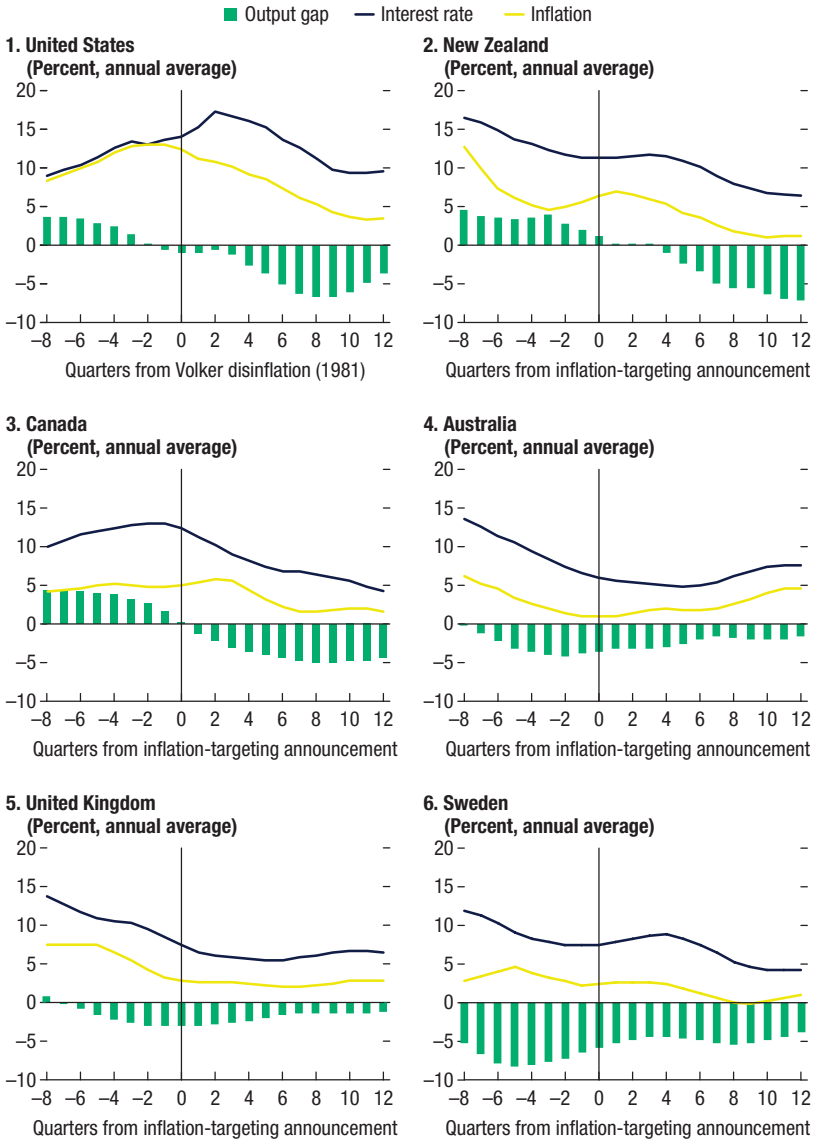 Output gap Interest rate Inflation
1. United States
(Percent, annual average)
20
15
10
5
0
–5
–10
–8 –6 –4 –2 0 2 4 6 8 10 12
Quarters from Volker disinflation (1981)
2. New Zealand
(Percent, annual average)
20
15
10
5
0
–5
–10
–8 –6 –4 –2 0 2 4 6 8 10 12
Quarters from inflation-targeting announcement
3. Canada
(Percent, annual average)
20
15
10
5
0
–5
–10
–8 –6 –4 –2 0 2 4 6 8 10 12
Quarters from inflation-targeting announcement
4. Australia
(Percent, annual average)
20
15
10
5
0
–5
–10
–8 –6 –4 –2 0 2 4 6 8 10 12
Quarters from inflation-targeting announcement
5. United Kingdom
(Percent, annual average)
20
15
10
5
0
–5
–10
–8 –6 –4 –2 0 2 4 6 8 10 12
Quarters from inflation-targeting announcement
6. Sweden
(Percent, annual average)
20
15
10
5
0
–5
–10
–8 –6 –4 –2 0 2 4 6 8 10 12
Quarters from inflation-targeting announcement